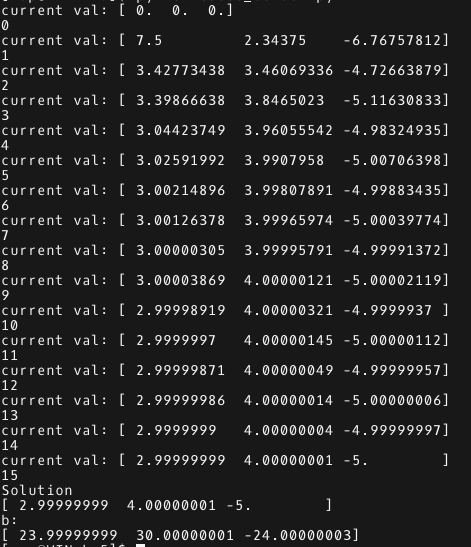 current val: [ 0.  0.  0.]
0
current val: [ 7.5         2.34375    -6.76757812]
1
current val: [ 3.42773438  3.46069336 -4.72663879]
2
current val: [ 3.39866638  3.8465023  -5.11630833]
3
current val: [ 3.04423749  3.96055542 -4.98324935]
4
current val: [ 3.02591992  3.9907958  -5.00706398]
5
current val: [ 3.00214896  3.99807891 -4.99883435]
6
current val: [ 3.00126378  3.99965974 -5.00039774]
7
current val: [ 3.00000305  3.99995791 -4.99991372]
8
current val: [ 3.00003869  4.00000121 -5.00002119]
9
current val: [ 2.99998919  4.00000321 -4.9999937 ]
10
current val: [ 2.9999997   4.00000145 -5.00000112]
11
current val: [ 2.99999871  4.00000049 -4.99999957]
12
current val: [ 2.99999986  4.00000014 -5.00000006]
13
current val: [ 2.9999999   4.00000004 -4.99999997]
14
current val: [ 2.99999999  4.00000001 -5.        ]
15
Solution
[ 2.99999999  4.00000001 -5.        ]
b:
[ 23.99999999  30.00000001 -24.00000003]